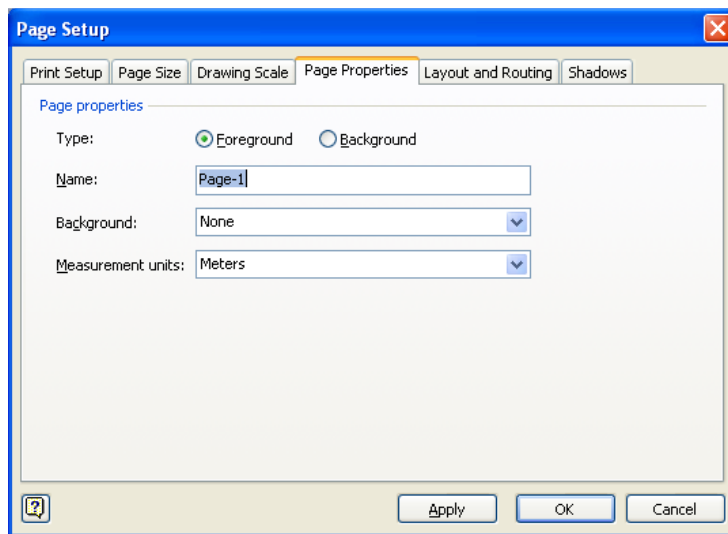 Page Setup
Print Setup Page Size Drawing Scale Page Properties Layout and Routing Shadows
Page properties
Type: Foreground Background
Name: Page-1
Background: None
Measurement units: Meters
? Apply OK Cancel